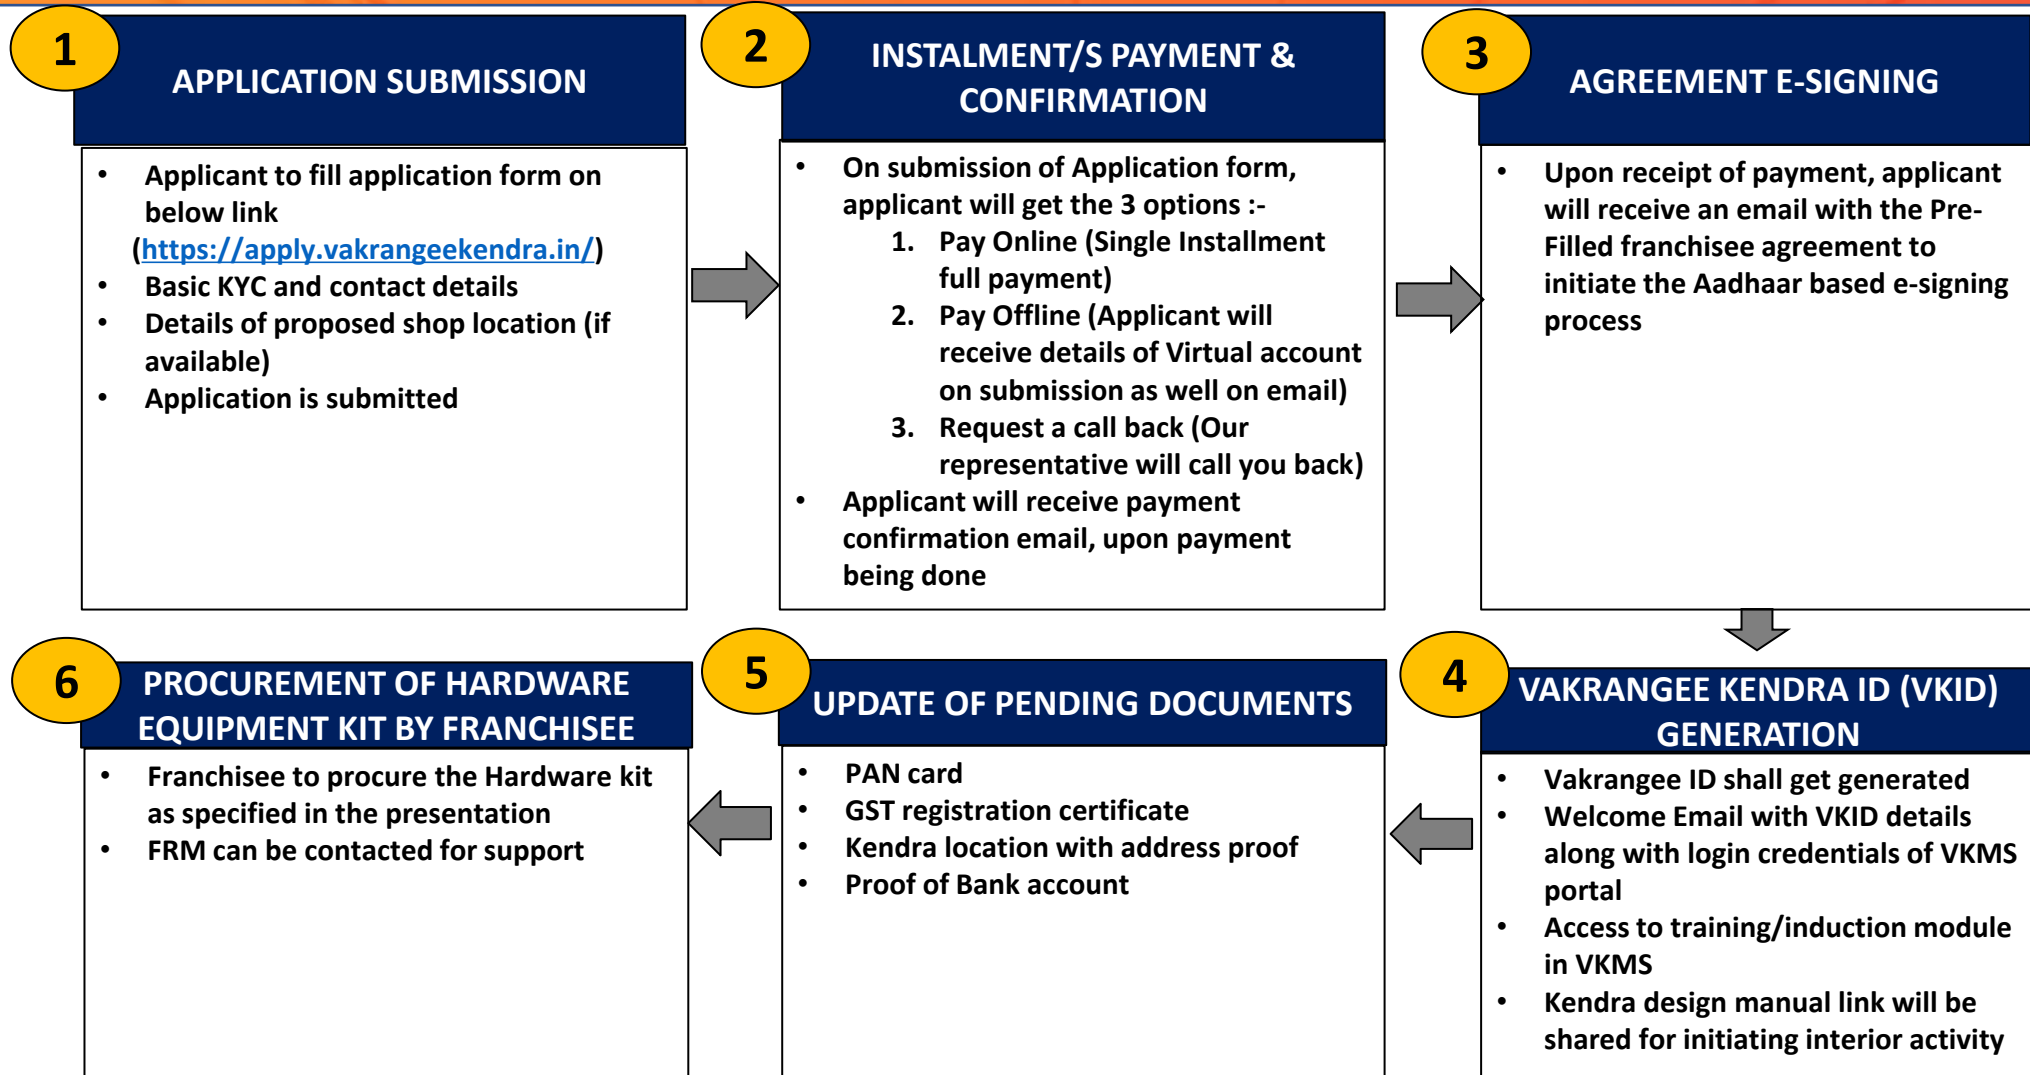 1
APPLICATION SUBMISSION
• Applicant to fill application form on
below link
(https://apply.vakrangeekendra.in/)
• Basic KYC and contact details
• Details of proposed shop location (if
available)
• Application is submitted
2
INSTALMENT/S PAYMENT &
CONFIRMATION
• On submission of Application form,
applicant will get the 3 options :-
1. Pay Online (Single Installment
full payment)
2. Pay Offline (Applicant will
receive details of Virtual account
on submission as well on email)
3. Request a call back (Our
representative will call you back)
• Applicant will receive payment
confirmation email, upon payment
being done
3
AGREEMENT E-SIGNING
• Upon receipt of payment, applicant
will receive an email with the Pre-
Filled franchisee agreement to
initiate the Aadhaar based e-signing
process
4
VAKRANGEE KENDRA ID (VKID)
GENERATION
• Vakrangee ID shall get generated
• Welcome Email with VKID details
along with login credentials of VKMS
portal
• Access to training/induction module
in VKMS
• Kendra design manual link will be
shared for initiating interior activity
5
UPDATE OF PENDING DOCUMENTS
• PAN card
• GST registration certificate
• Kendra location with address proof
• Proof of Bank account
6
PROCUREMENT OF HARDWARE
EQUIPMENT KIT BY FRANCHISEE
• Franchisee to procure the Hardware kit
as specified in the presentation
• FRM can be contacted for support